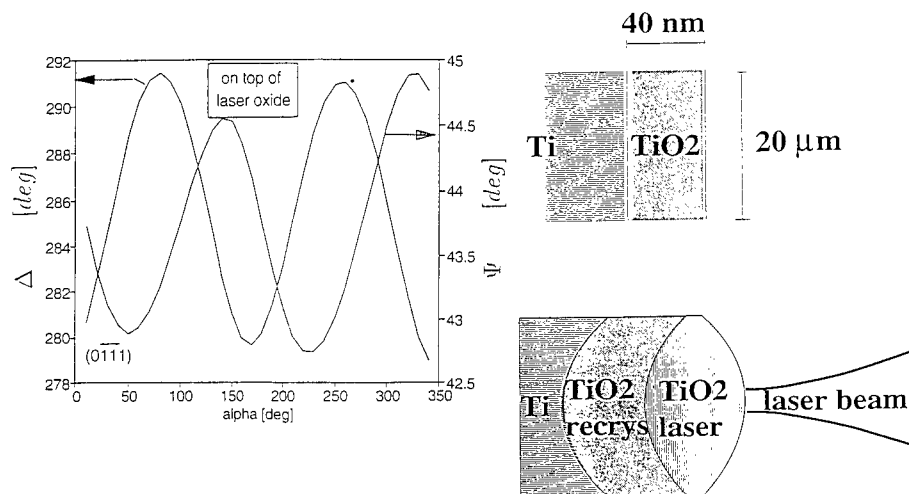 292
290
288
286
284
282
280
278
Δ [deg]
on top of
laser oxide
(01̅1̅1)
0 50 100 150 200 250 300 350
alpha [deg]
45
44.5
44
43.5
43
42.5
Ψ [deg]
40 nm
Ti
TiO2
20 μm
Ti
TiO2
recrys
TiO2
laser
laser beam